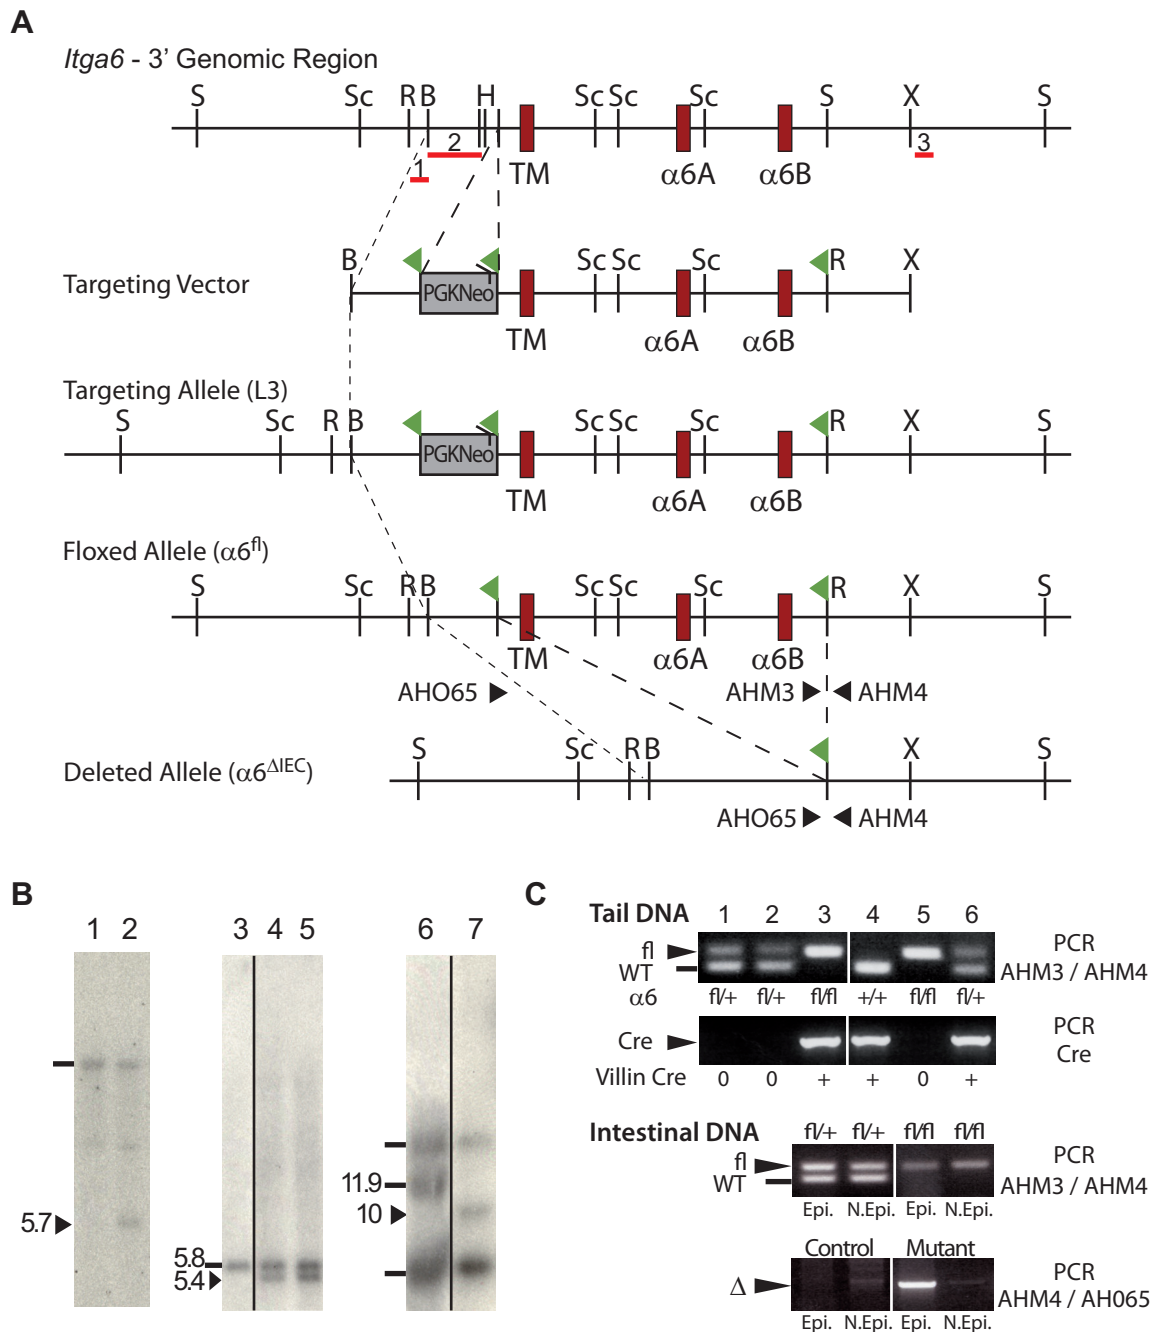 A
Itga6 - 3' Genomic Region
S Sc R B H Sc Sc Sc S X S
1 2 3
TM α6A α6B
Targeting Vector
B PGKNeo Sc Sc Sc R X
TM α6A α6B
Targeting Allele (L3)
S Sc R B PGKNeo Sc Sc Sc R X S
TM α6A α6B
Floxed Allele (α6fl)
S Sc R B Sc Sc Sc R X S
TM α6A α6B
AHO65 AHM3 AHM4
Deleted Allele (α6ΔIEC)
S Sc R B X S
AHO65 AHM4
B
1 2 3 4 5 6 7
5.7
5.8
5.4
11.9
10
C
Tail DNA 1 2 3 4 5 6
fl
WT
PCR
AHM3 / AHM4
α6 fl/+ fl/+ fl/fl +/+ fl/fl fl/+
Cre
PCR
Cre
Villin Cre 0 0 + + 0 +
Intestinal DNA fl/+ fl/+ fl/fl fl/fl
fl
WT
PCR
AHM3 / AHM4
Epi. N.Epi. Epi. N.Epi.
Control Mutant
Δ
PCR
AHM4 / AH065
Epi. N.Epi. Epi. N.Epi.